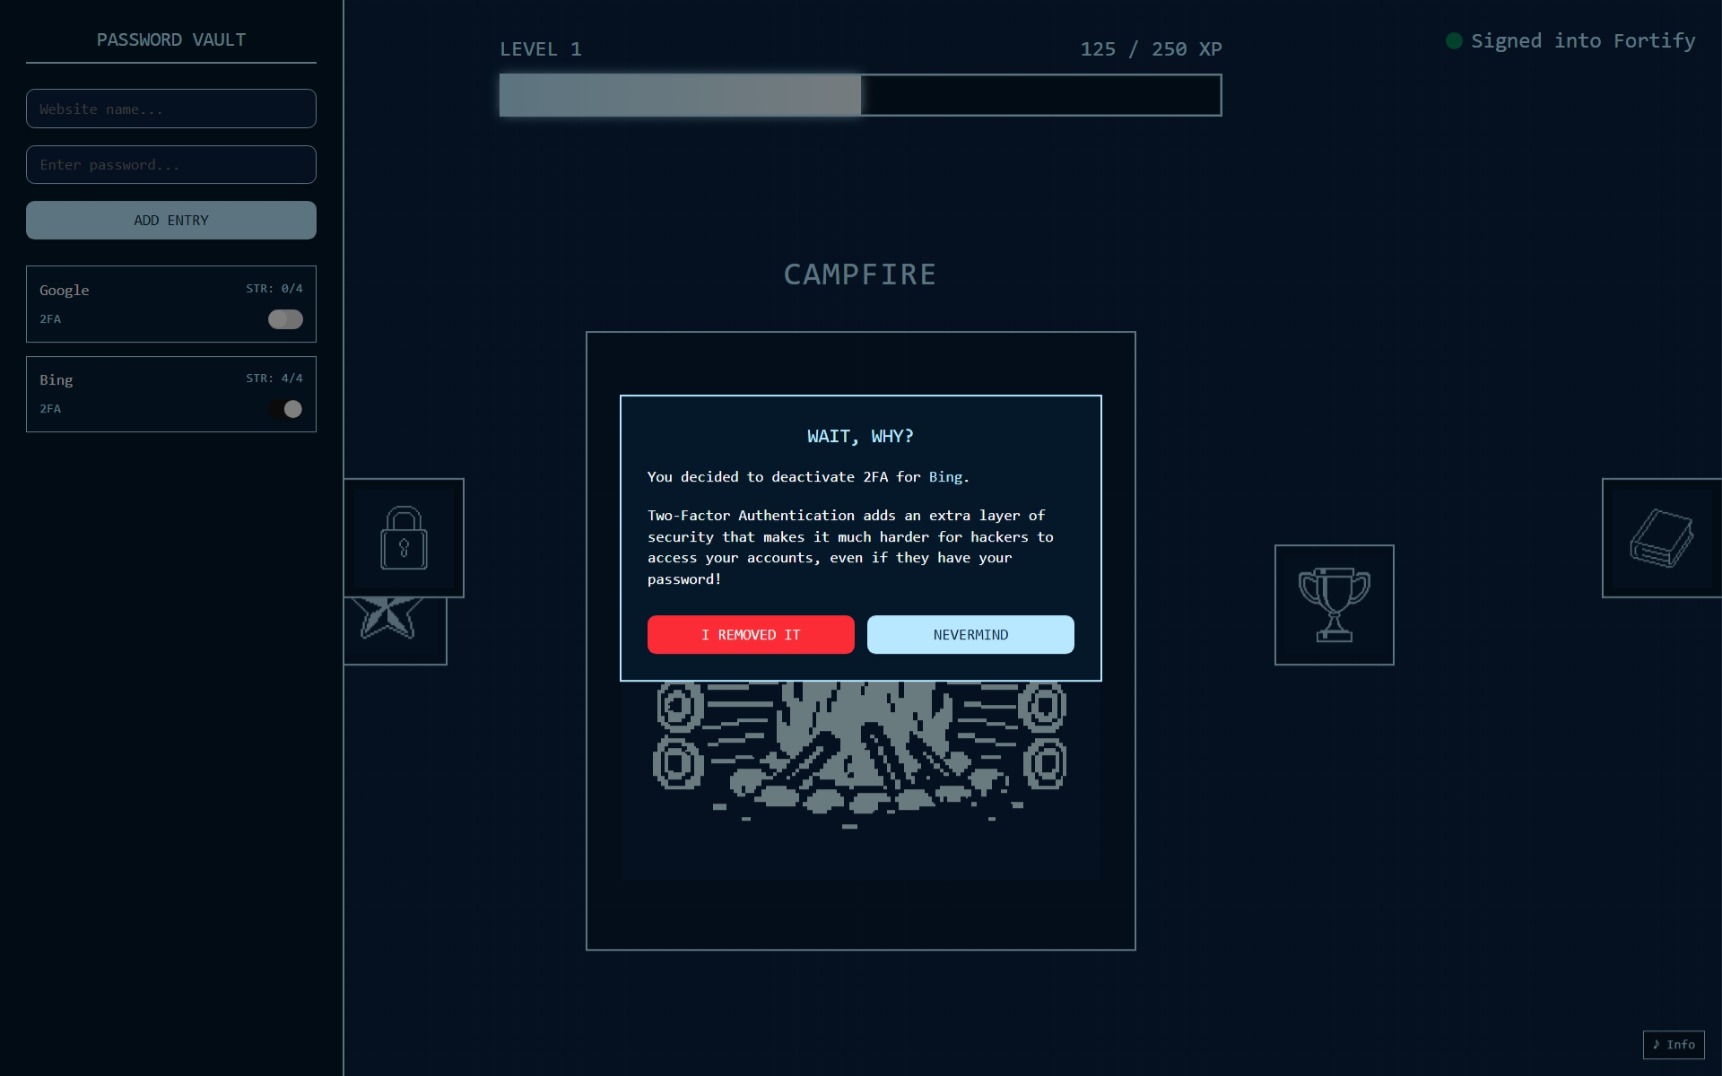 PASSWORD VAULT
Website name...
Enter password...
ADD ENTRY
Google
STR: 0/4
2FA
Bing
STR: 4/4
2FA
LEVEL 1
125 / 250 XP
Signed into Fortify
CAMPFIRE
WAIT, WHY?
You decided to deactivate 2FA for Bing.
Two-Factor Authentication adds an extra layer of
security that makes it much harder for hackers to
access your accounts, even if they have your
password!
I REMOVED IT
NEVERMIND
♪ Info